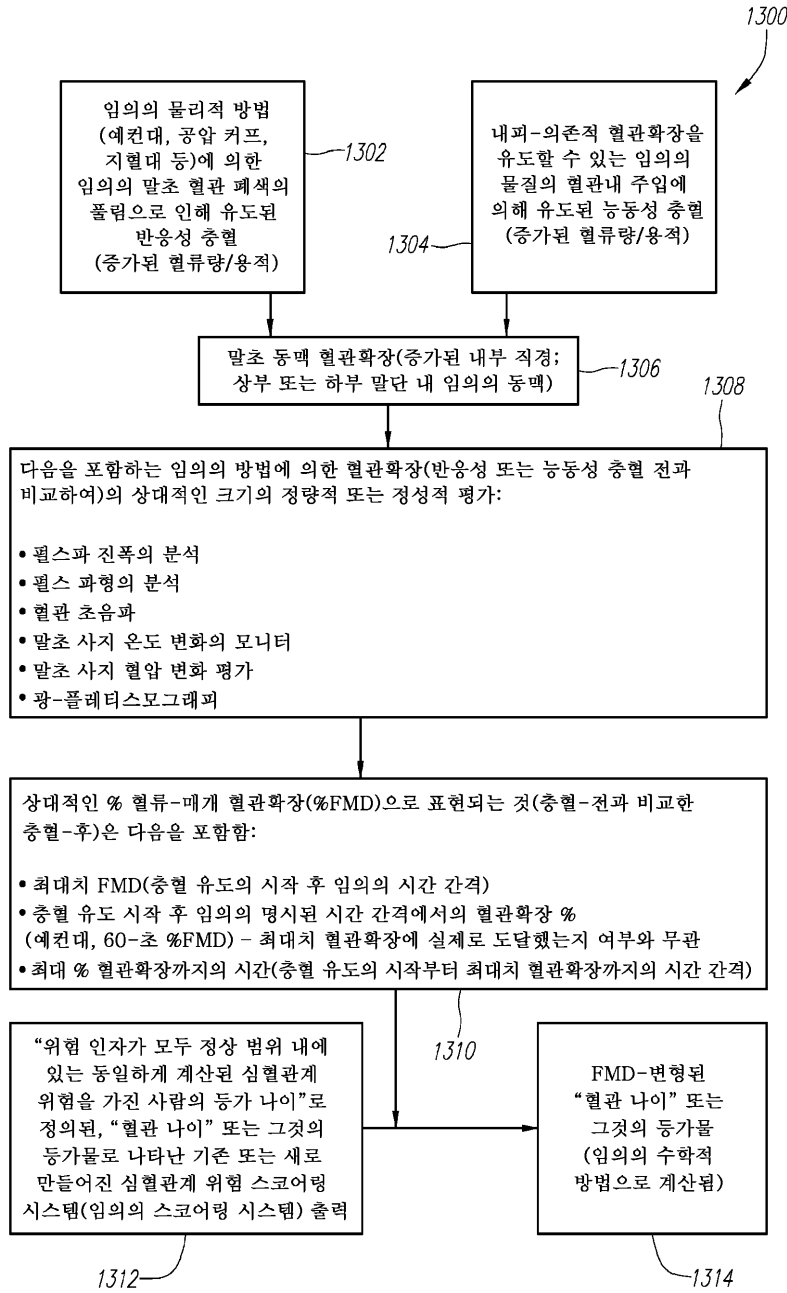 1300
임의의 물리적 방법
(예컨대, 공압 커프,
지혈대 등)에 의한
임의의 말초 혈관 폐색의
풀림으로 인해 유도된
반응성 충혈
(증가된 혈류량/용적)
1302
내피-의존적 혈관확장을
유도할 수 있는 임의의
물질의 혈관내 주입에
의해 유도된 능동성 충혈
(증가된 혈류량/용적)
1304
말초 동맥 혈관확장(증가된 내부 직경;
상부 또는 하부 말단 내 임의의 동맥)
1306
1308
다음을 포함하는 임의의 방법에 의한 혈관확장(반응성 또는 능동성 충혈 전과
비교하여)의 상대적인 크기의 정량적 또는 정성적 평가:
• 펄스파 진폭의 분석
• 펄스 파형의 분석
• 혈관 초음파
• 말초 사지 온도 변화의 모니터
• 말초 사지 혈압 변화 평가
• 광-플레티스모그래피
상대적인 % 혈류-매개 혈관확장(%FMD)으로 표현되는 것(충혈-전과 비교한
충혈-후)은 다음을 포함함:
• 최대치 FMD(충혈 유도의 시작 후 임의의 시간 간격)
• 충혈 유도 시작 후 임의의 명시된 시간 간격에서의 혈관확장 %
(예컨대, 60-초 %FMD) – 최대치 혈관확장에 실제로 도달했는지 여부와 무관
• 최대 % 혈관확장까지의 시간(충혈 유도의 시작부터 최대치 혈관확장까지의 시간 간격)
1310
“위험 인자가 모두 정상 범위 내에
있는 동일하게 계산된 심혈관계
위험을 가진 사람의 등가 나이”로
정의된, “혈관 나이” 또는 그것의
등가물로 나타난 기존 또는 새로
만들어진 심혈관계 위험 스코어링
시스템(임의의 스코어링 시스템) 출력
1312
FMD-변형된
“혈관 나이” 또는
그것의 등가물
(임의의 수학적
방법으로 계산됨)
1314